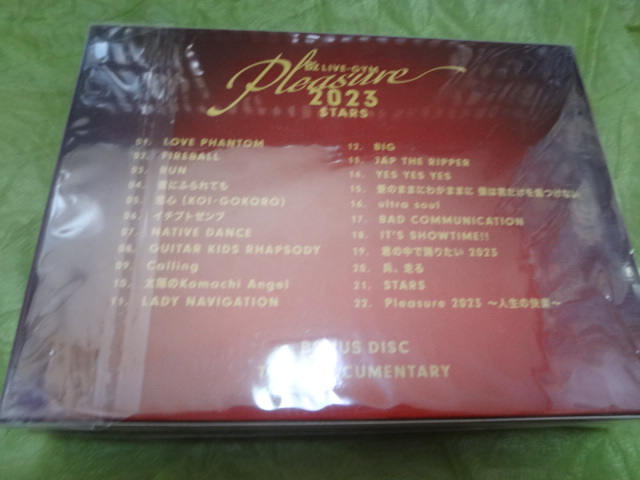 B'z LIVE-GYM
Pleasure
2023
STARS
01. LOVE PHANTOM
02. FIREBALL
03. RUN
04.
05. 恋心 (KOI-GOKORO)
06. イチブトゼンブ
07. NATIVE DANCE
08. GUITAR KIDS RHAPSODY
09. Calling
10. 太陽のKomachi Angel
11. LADY NAVIGATION
12. BIG
13. JAP THE RIPPER
14. YES YES YES
15. 愛のままにわがままに 僕は君だけを傷つけない
16. ultra soul
17. BAD COMMUNICATION
18. IT'S SHOWTIME!!
19. 君の中で踊りたい 2023
20. 兵、走る
21. STARS
22. Pleasure 2023 ～人生の快楽～
BONUS DISC
DOCUMENTARY